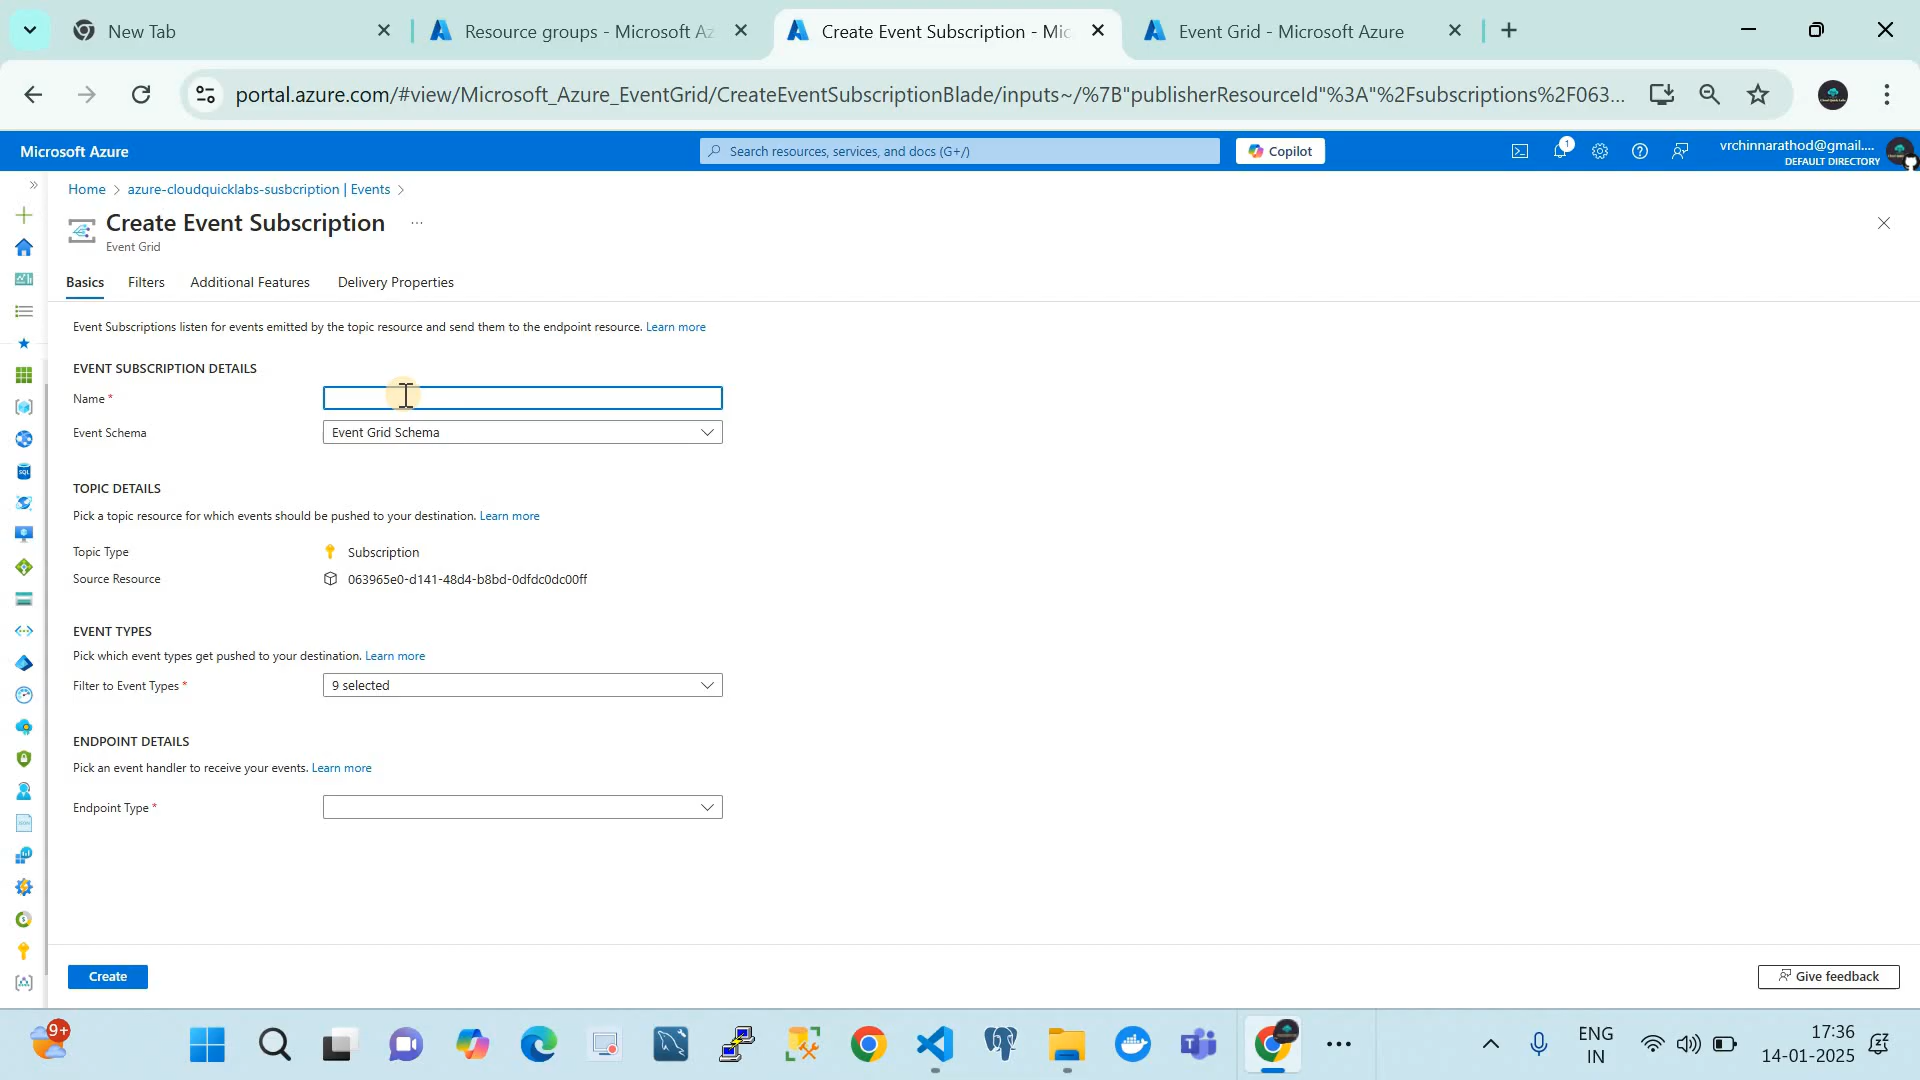 New Tab
Resource groups - Microsoft Az
Create Event Subscription - Mic
Event Grid - Microsoft Azure
portal.azure.com/#view/Microsoft_Azure_EventGrid/CreateEventSubscriptionBlade/inputs~/%7B"publisherResourceId"%3A"%2Fsubscriptions%2F063...
Microsoft Azure
Search resources, services, and docs (G+/)
Copilot
1
vrchinnarathod@gmail....
DEFAULT DIRECTORY
Home > azure-cloudquicklabs-susbcription | Events >
Create Event Subscription ...
Event Grid
Basics Filters Additional Features Delivery Properties
Event Subscriptions listen for events emitted by the topic resource and send them to the endpoint resource. Learn more
EVENT SUBSCRIPTION DETAILS
Name *
Event Schema Event Grid Schema
TOPIC DETAILS
Pick a topic resource for which events should be pushed to your destination. Learn more
Topic Type Subscription
Source Resource 063965e0-d141-48d4-b8bd-0dfdc0dc00ff
EVENT TYPES
Pick which event types get pushed to your destination. Learn more
Filter to Event Types * 9 selected
ENDPOINT DETAILS
Pick an event handler to receive your events. Learn more
Endpoint Type *
Create
Give feedback
9+
ENG
IN
17:36
14-01-2025